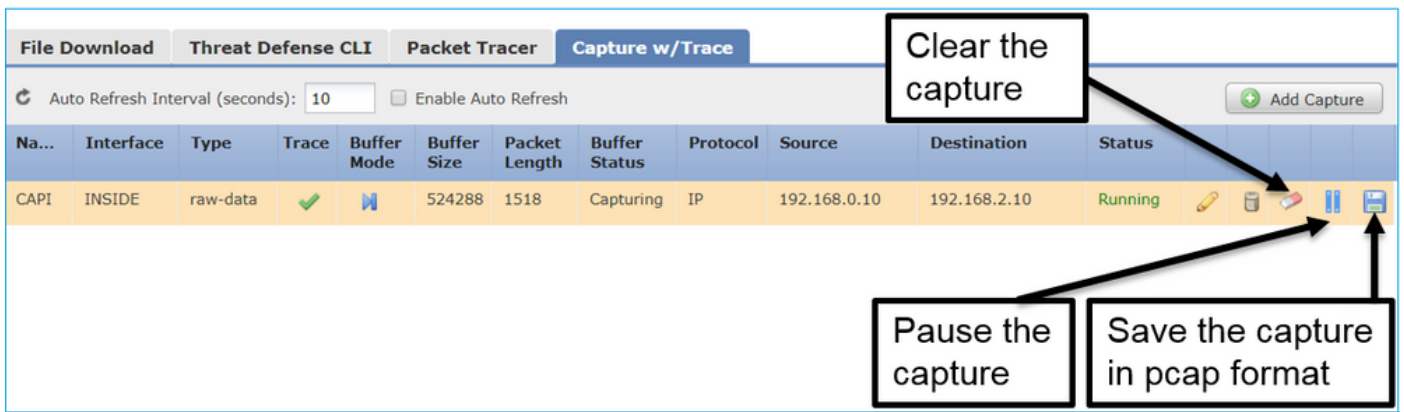 File Download Threat Defense CLI Packet Tracer Capture w/Trace
Clear the
capture
Auto Refresh Interval (seconds): 10 Enable Auto Refresh Add Capture
Na... Interface Type Trace Buffer Mode Buffer Size Packet Length Buffer Status Protocol Source Destination Status
CAPI INSIDE raw-data 524288 1518 Capturing IP 192.168.0.10 192.168.2.10 Running
Pause the
capture
Save the capture
in pcap format